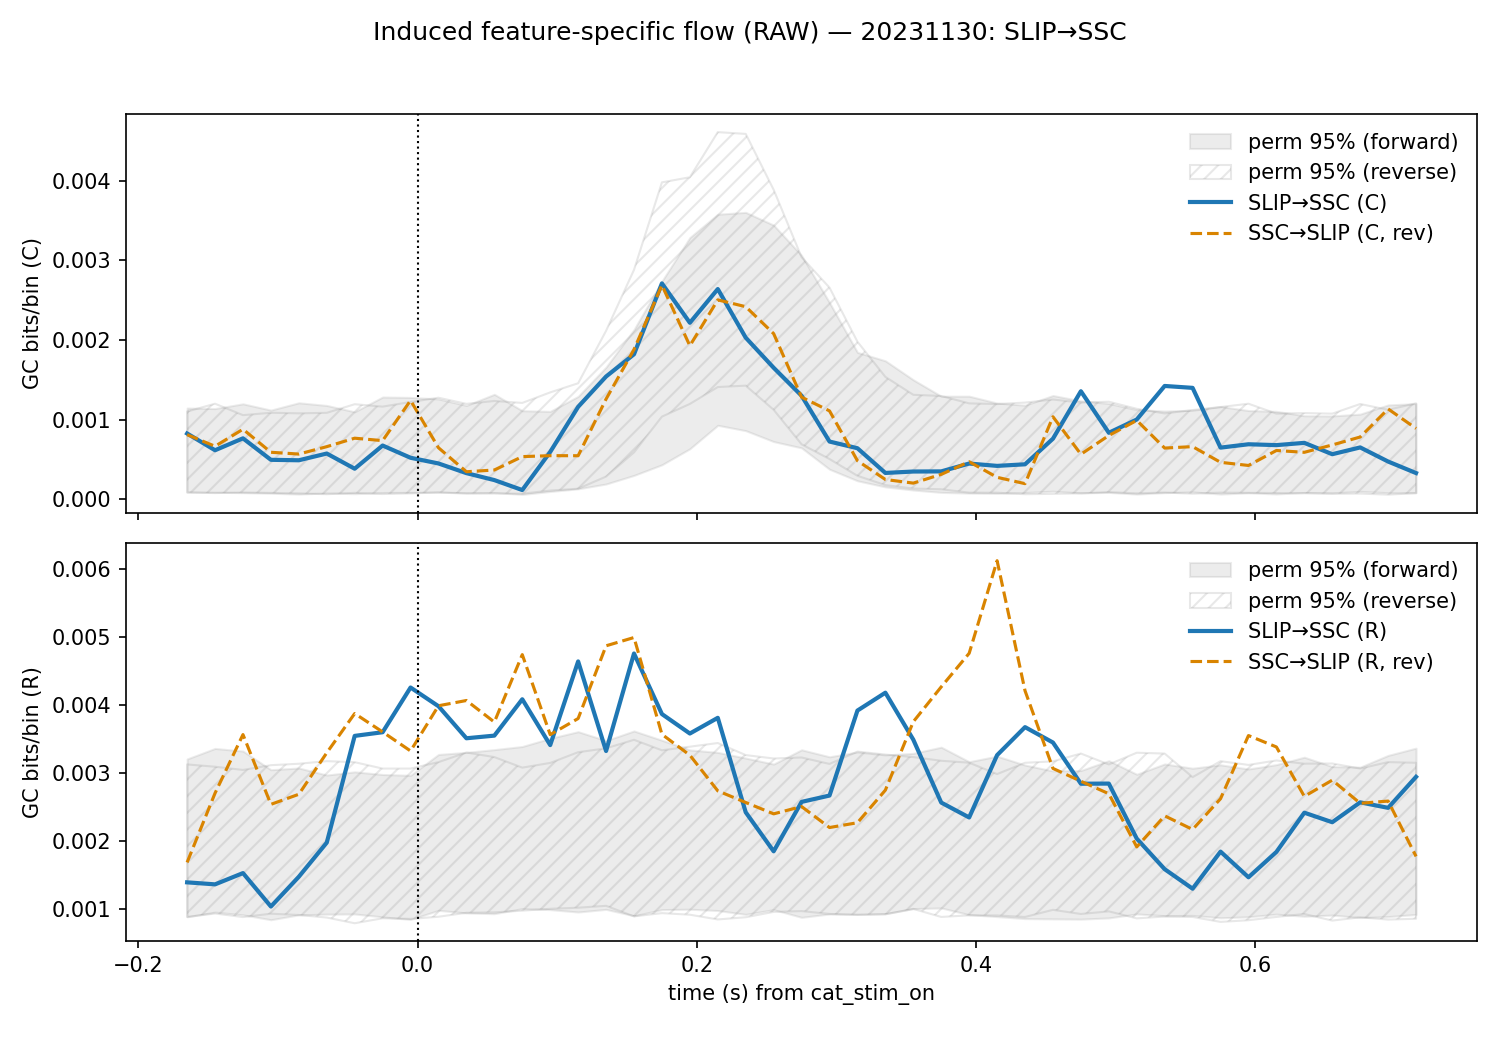 Induced feature-specific flow (RAW) — 20231130: SLIP→SSC
GC bits/bin (C)
0.004
0.003
0.002
0.001
0.000
perm 95% (forward)
perm 95% (reverse)
SLIP→SSC (C)
SSC→SLIP (C, rev)
GC bits/bin (R)
0.006
0.005
0.004
0.003
0.002
0.001
perm 95% (forward)
perm 95% (reverse)
SLIP→SSC (R)
SSC→SLIP (R, rev)
−0.2 0.0 0.2 0.4 0.6
time (s) from cat_stim_on